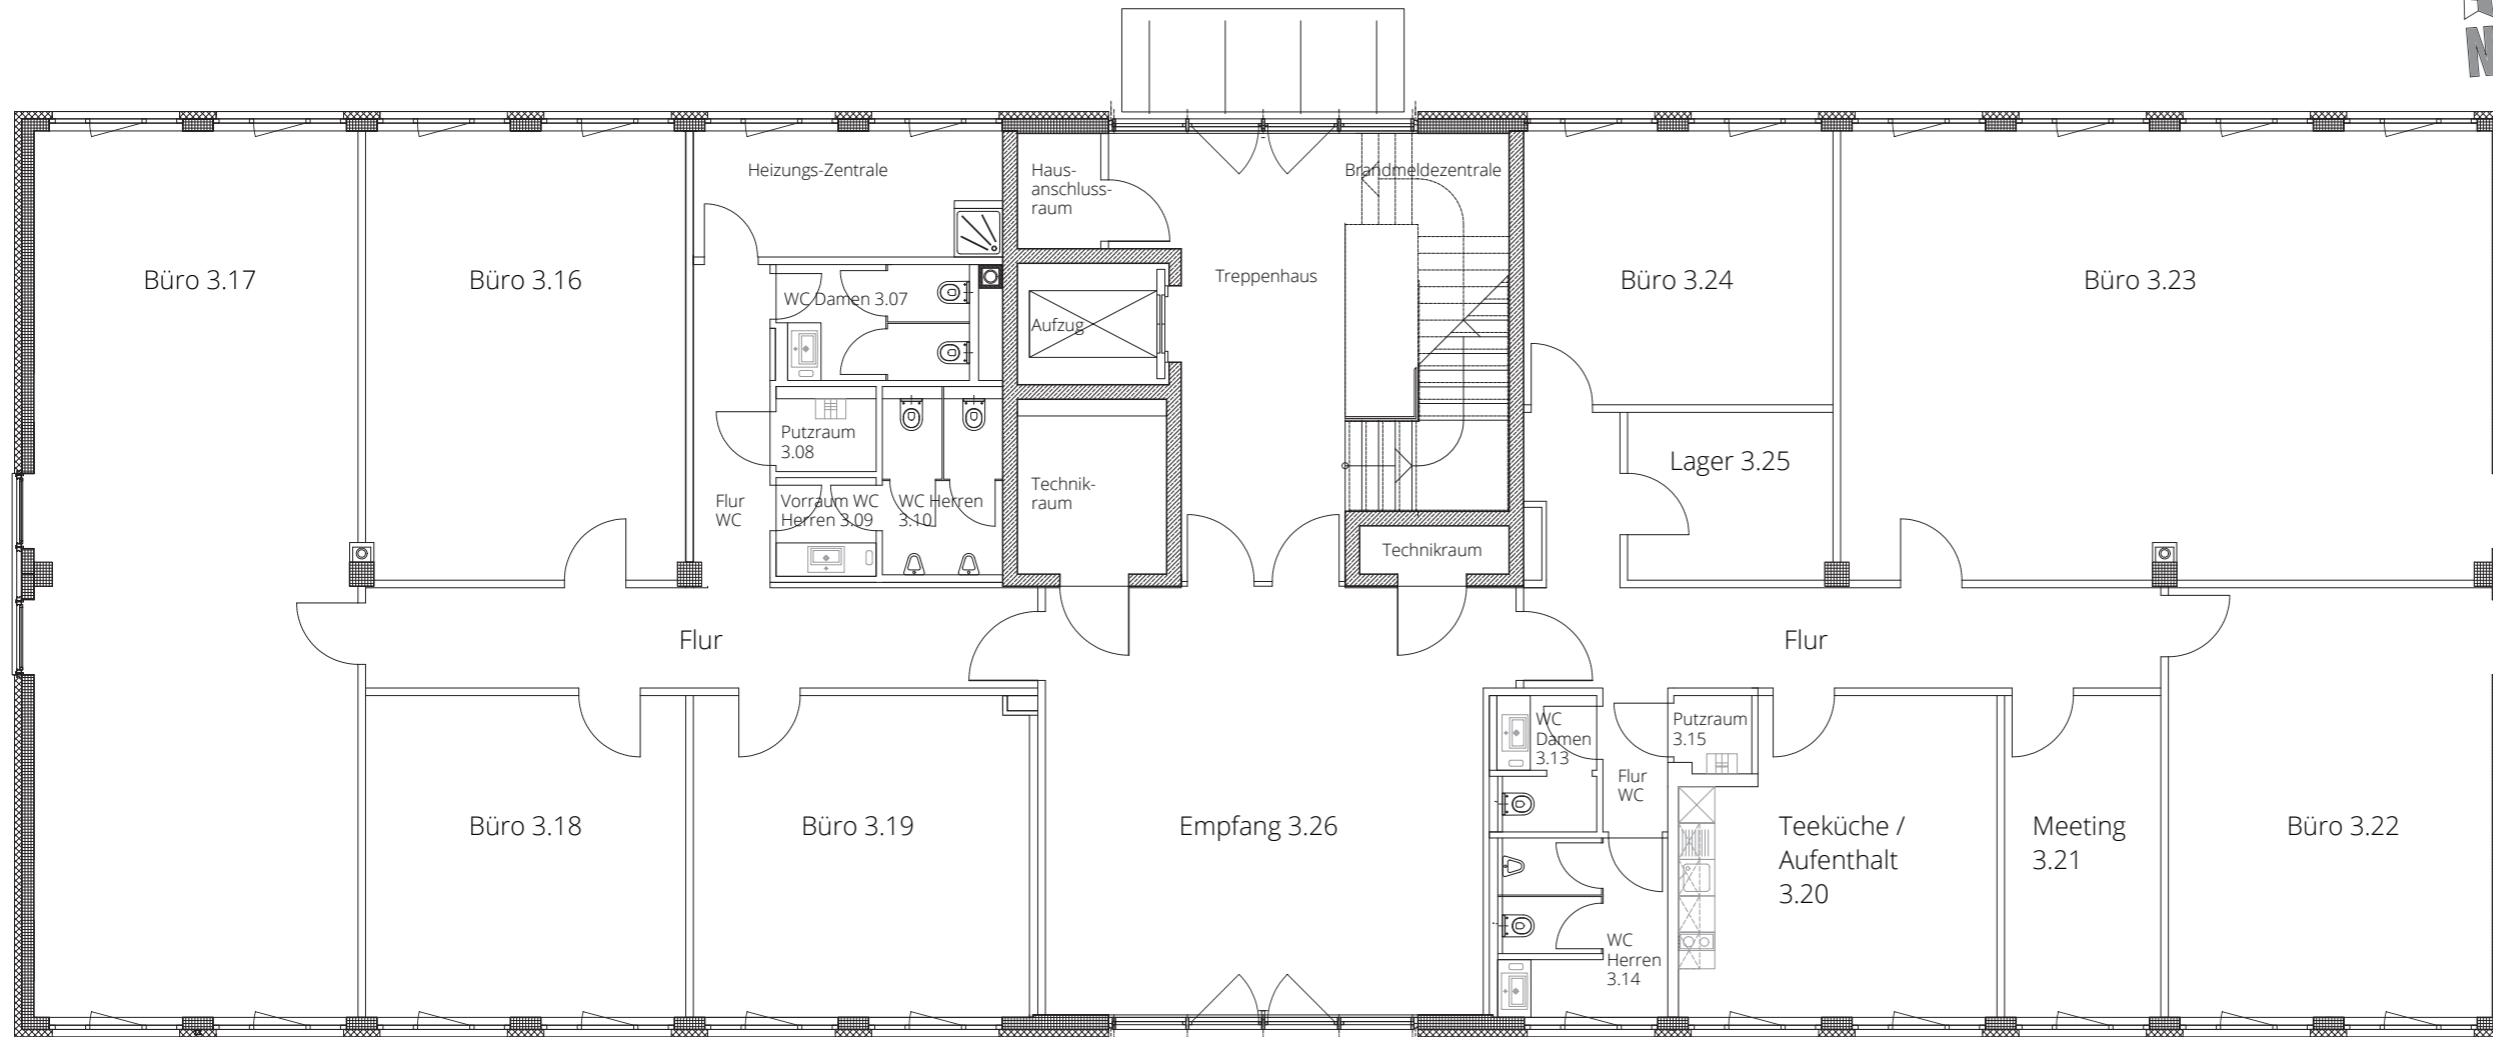 N
Heizungs-Zentrale
Haus-
anschluss-
raum
Brandmeldezentrale
Büro 3.17
Büro 3.16
WC Damen 3.07
Aufzug
Treppenhaus
Büro 3.24
Büro 3.23
Putzraum
3.08
Lager 3.25
Flur
WC
Vorraum WC
Herren 3.09
WC Herren
3.10
Technik-
raum
Technikraum
Flur
Flur
WC
Damen
3.13
Putzraum
3.15
Flur
WC
Büro 3.18
Büro 3.19
Empfang 3.26
Teeküche /
Aufenthalt
3.20
Meeting
3.21
Büro 3.22
WC
Herren
3.14